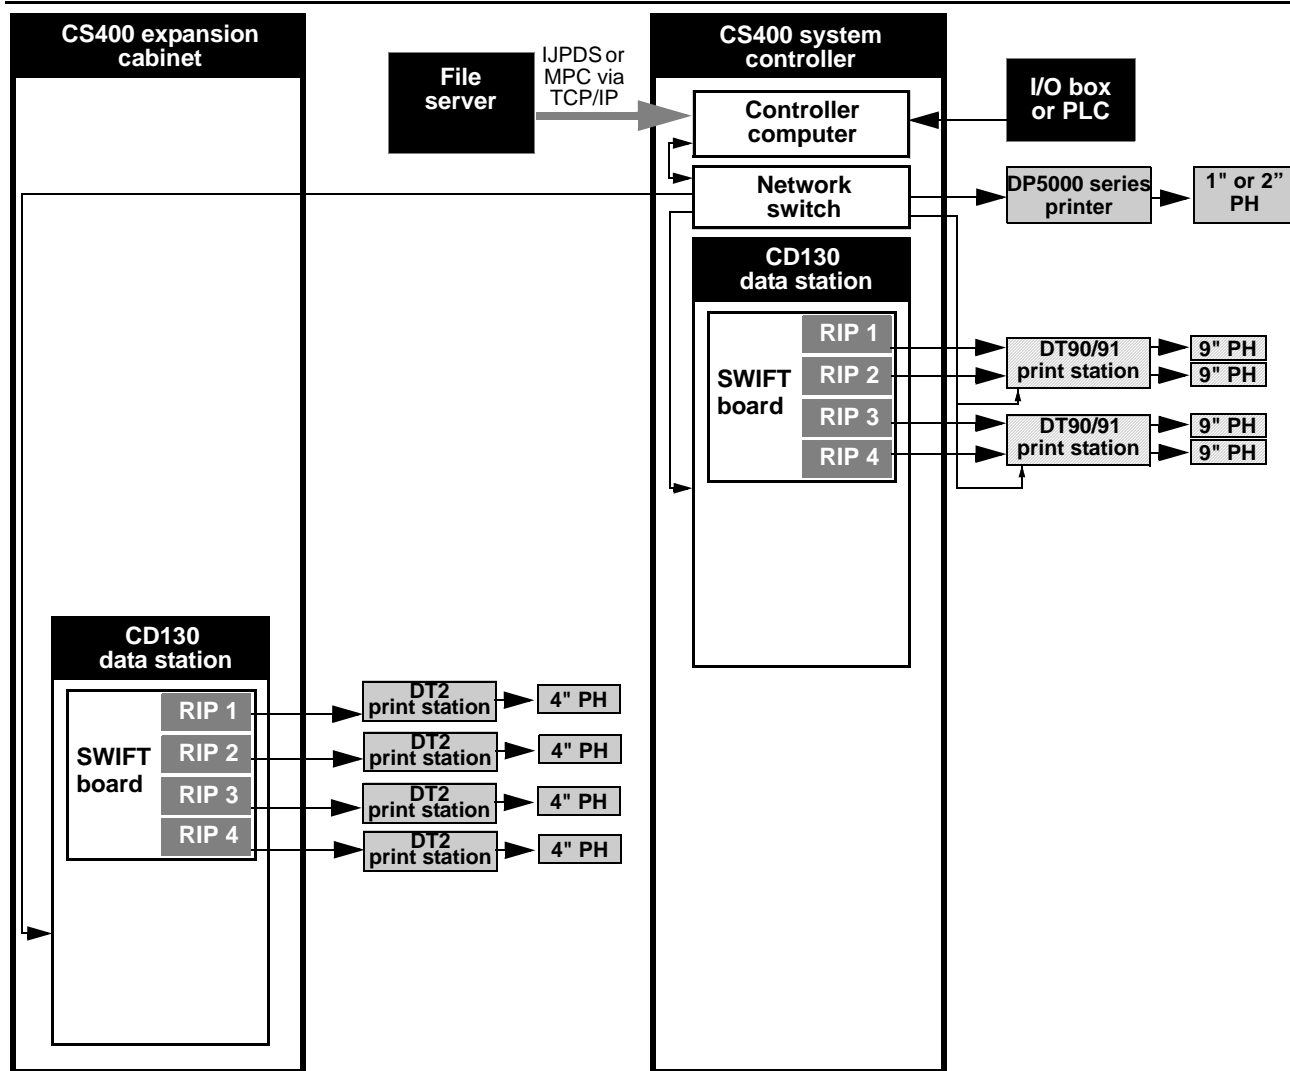 CS400 expansion
cabinet
File
server
IJPDS or
MPC via
TCP/IP
CS400 system
controller
Controller
computer
I/O box
or PLC
Network
switch
DP5000 series
printer
1" or 2”
PH
CD130
data station
SWIFT
board
RIP 1
RIP 2
RIP 3
RIP 4
DT90/91
print station
9" PH
9" PH
DT90/91
print station
9" PH
9" PH
CD130
data station
SWIFT
board
RIP 1
RIP 2
RIP 3
RIP 4
DT2
print station
4" PH
DT2
print station
4" PH
DT2
print station
4" PH
DT2
print station
4" PH